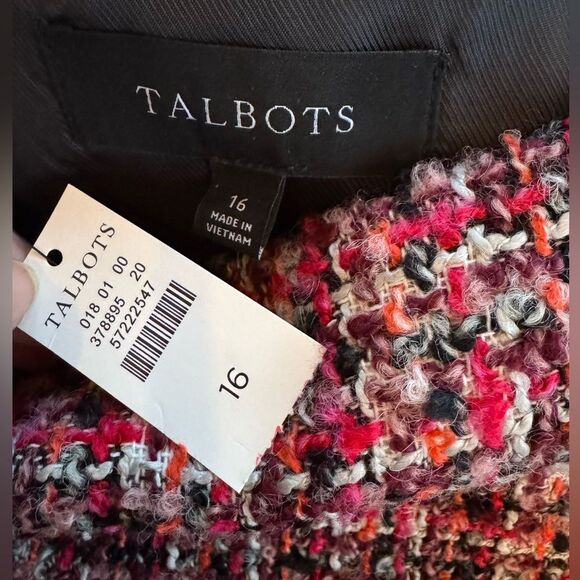 TALBOTS
16
MADE IN
VIETNAM
TALBOTS
018 01 00
378895 20
57222547
16